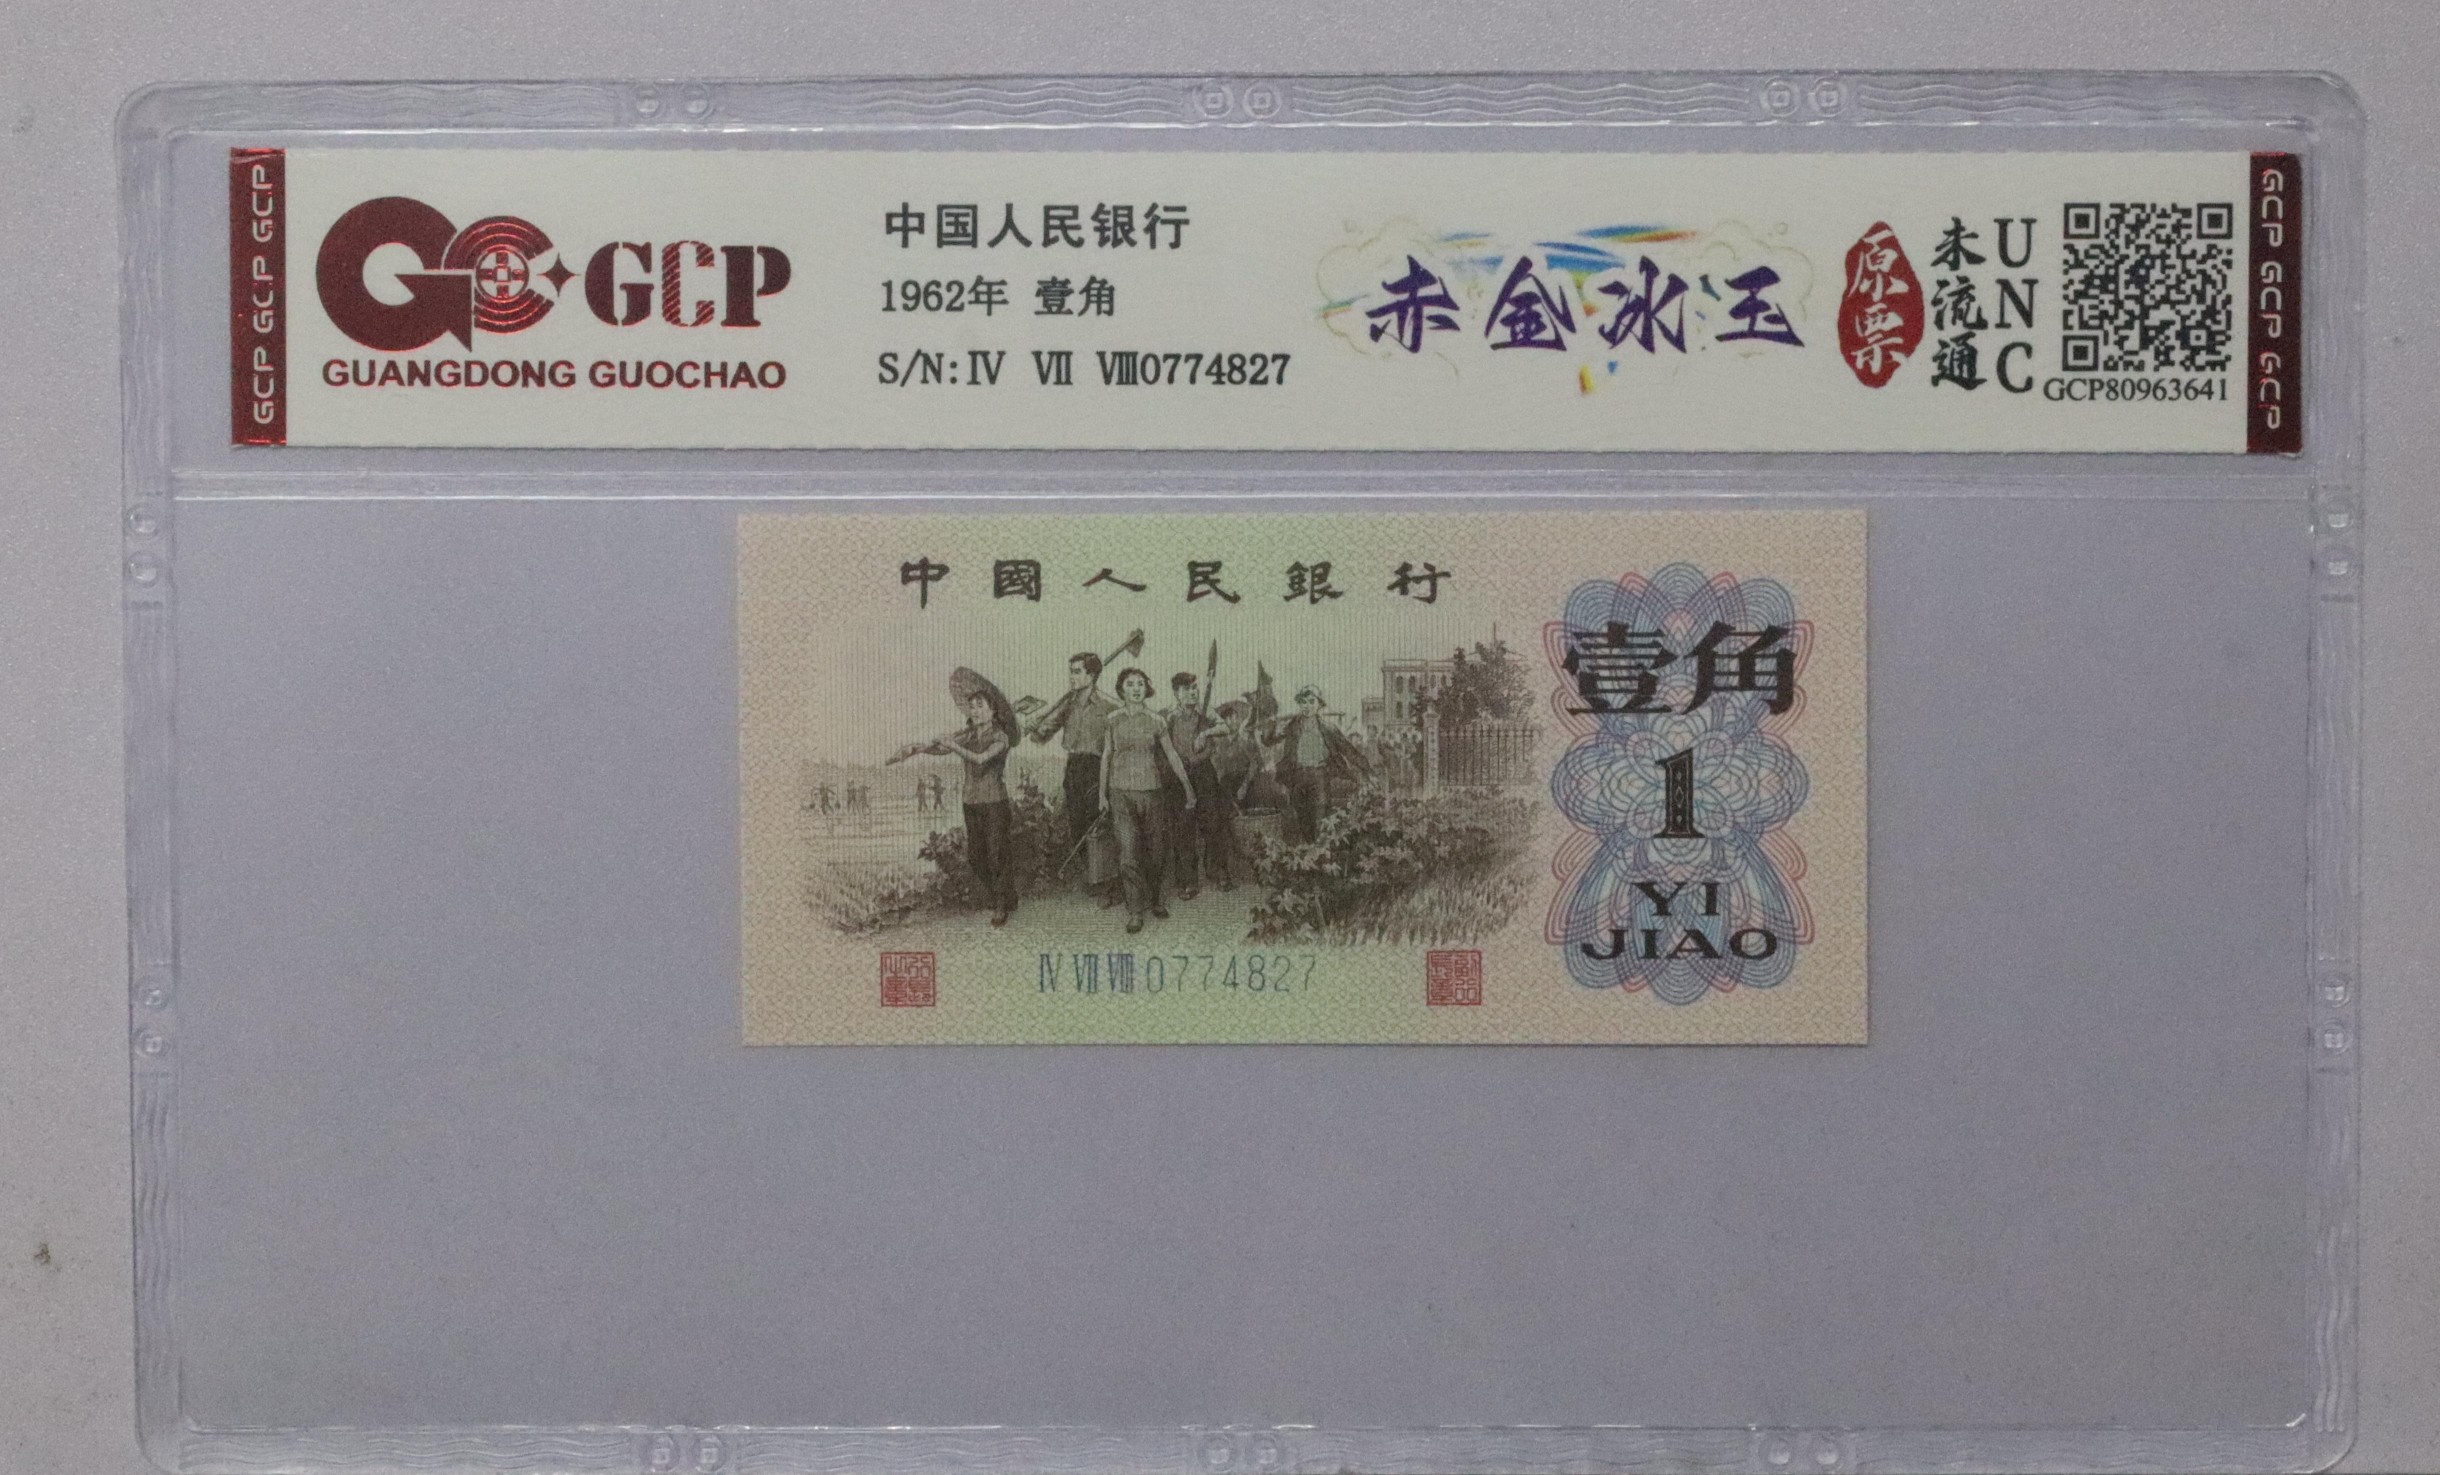 GCP GCP GCP
GCP
GUANGDONG GUOCHAO
中国人民银行
1962年 壹角
S/N:Ⅳ Ⅶ Ⅷ0774827
赤金冰玉
原票
未流通
UNC
GCP80963641
GCP GCP GCP
中國人民銀行
壹角
1
YI
JIAO
Ⅳ Ⅶ Ⅷ 0774827